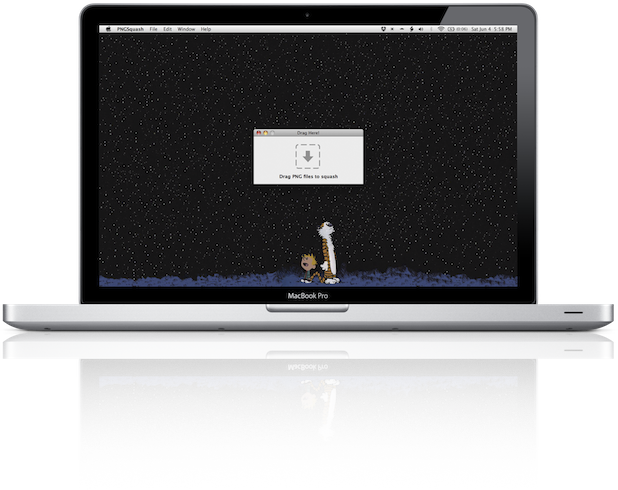 PNGSquash File Edit Window Help
Sat Jun 4 5:56 PM
Drag Here!
Drag PNG files to squash
MacBook Pro